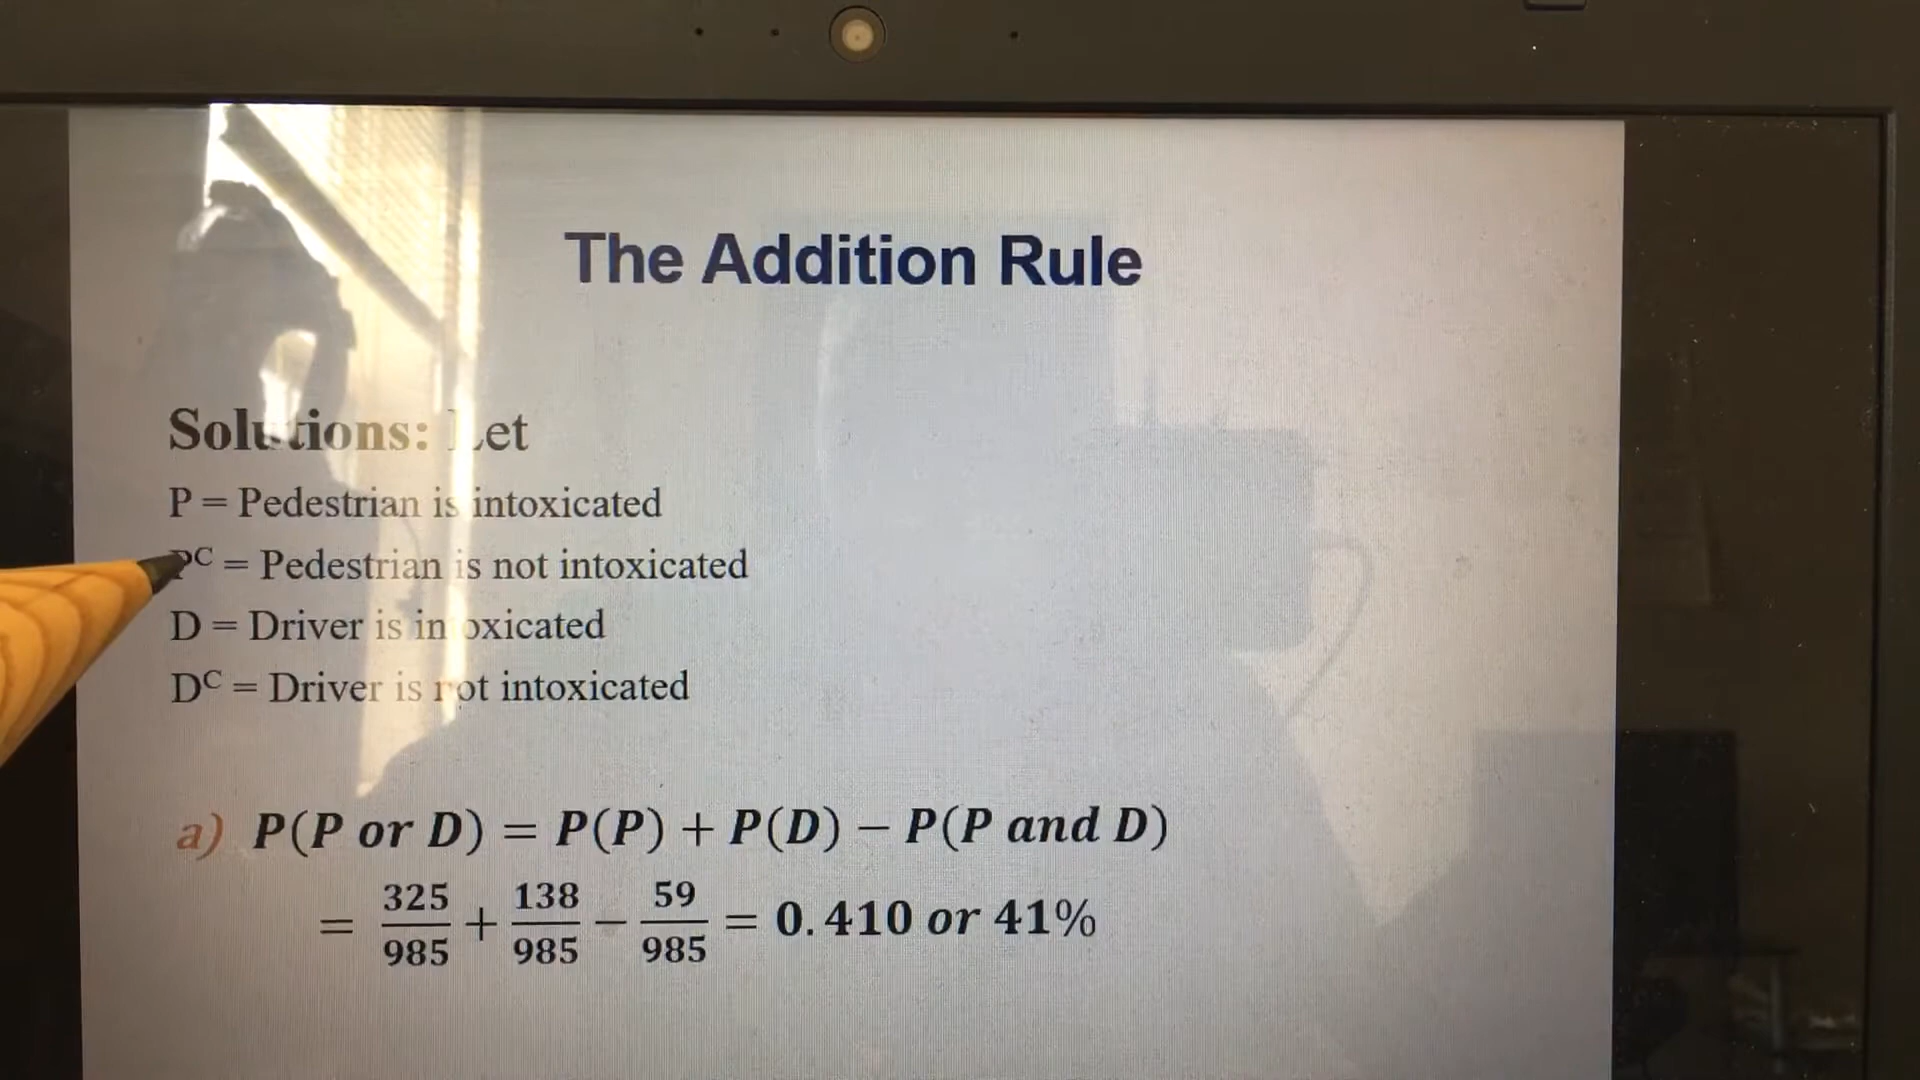 The Addition Rule
Solutions: Let
P = Pedestrian is intoxicated
Pᶜ = Pedestrian is not intoxicated
D = Driver is intoxicated
Dᶜ = Driver is not intoxicated
a) P(P or D) = P(P) + P(D) − P(P and D)
= 325/985 + 138/985 − 59/985 = 0.410 or 41%